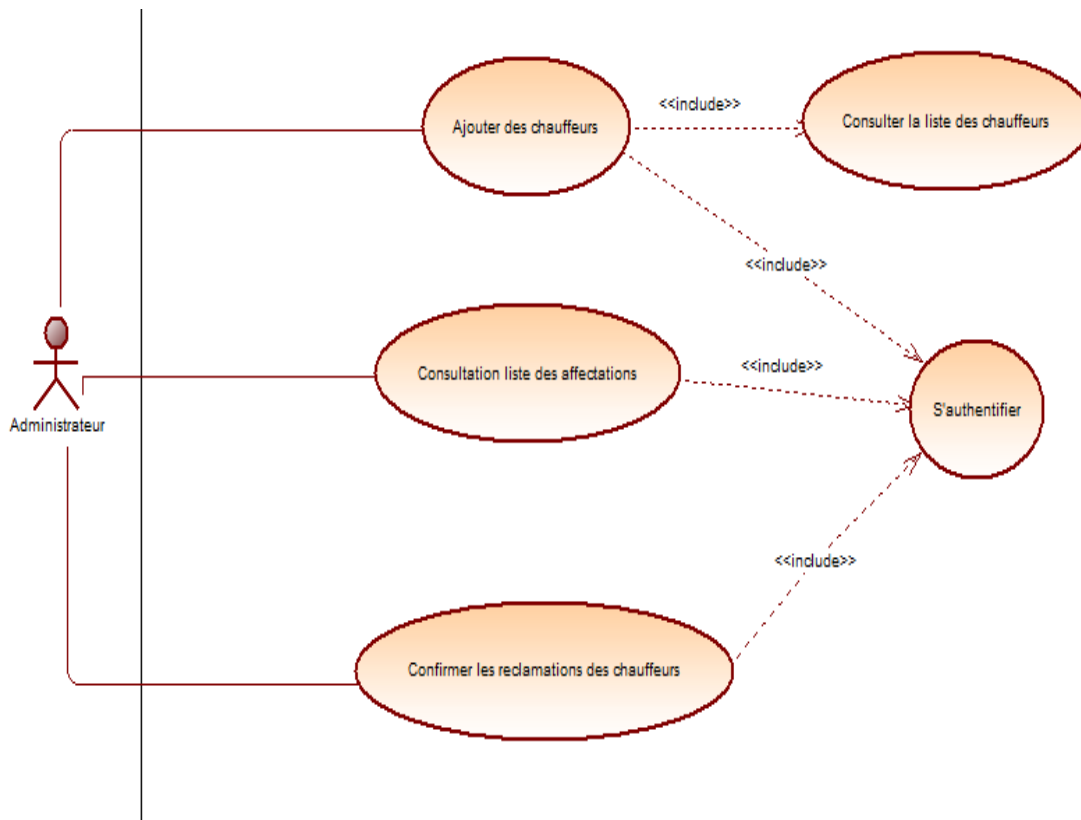 <<include>>
Ajouter des chauffeurs
Consulter la liste des chauffeurs
<<include>>
Administrateur
Consultation liste des affectations
<<include>>
S'authentifier
<<include>>
Confirmer les reclamations des chauffeurs